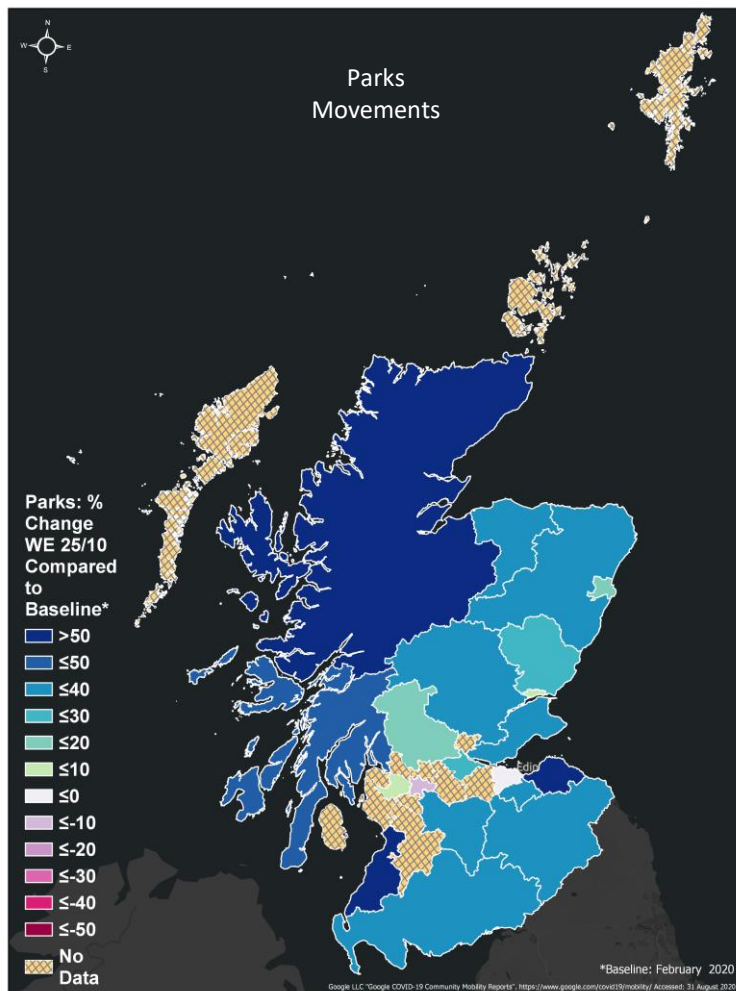 N
W E
S
Parks
Movements
Parks: %
Change
WE 25/10
Compared
to
Baseline*
>50
≤50
≤40
≤30
≤20
≤10
≤0
≤-10
≤-20
≤-30
≤-40
≤-50
No
Data
Edin
*Baseline: February 2020
Google LLC "Google COVID-19 Community Mobility Reports". https://www.google.com/covid19/mobility/ Accessed: 31 August 2020